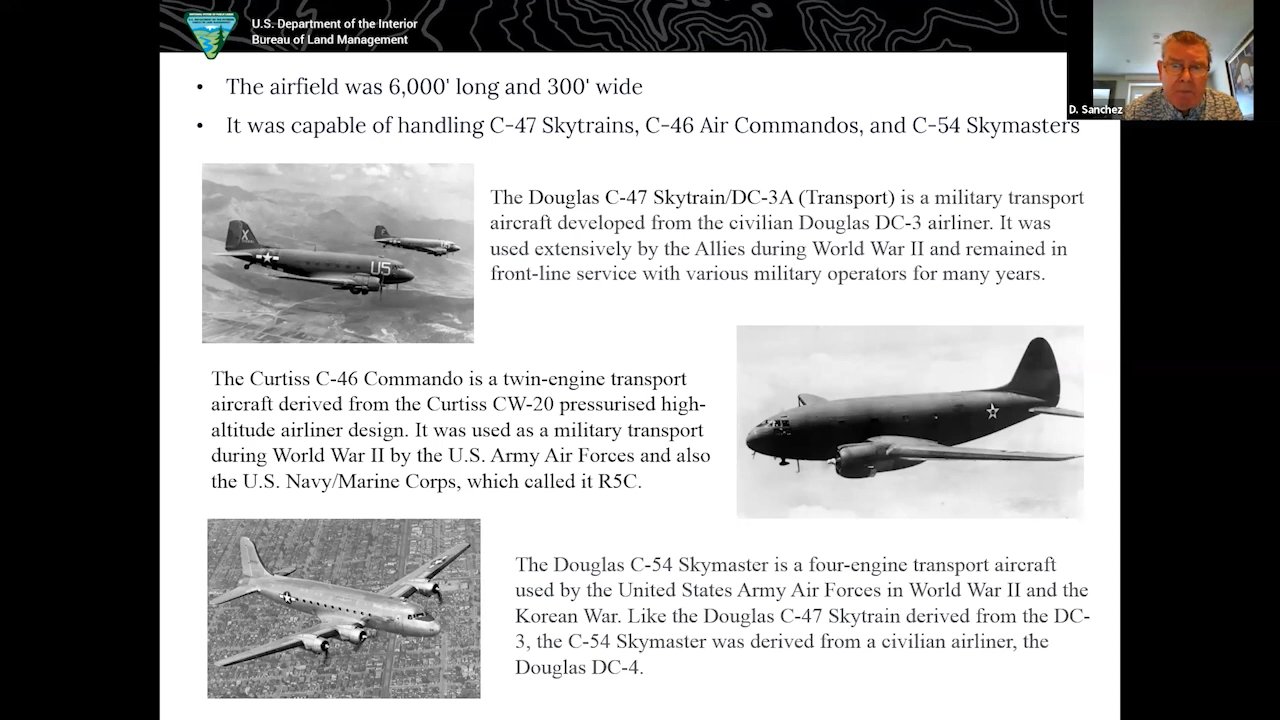 U.S. Department of the Interior
Bureau of Land Management
D. Sanchez
• The airfield was 6,000' long and 300' wide
• It was capable of handling C-47 Skytrains, C-46 Air Commandos, and C-54 Skymasters
The Douglas C-47 Skytrain/DC-3A (Transport) is a military transport
aircraft developed from the civilian Douglas DC-3 airliner. It was
used extensively by the Allies during World War II and remained in
front-line service with various military operators for many years.
X
U5
The Curtiss C-46 Commando is a twin-engine transport
aircraft derived from the Curtiss CW-20 pressurised high-
altitude airliner design. It was used as a military transport
during World War II by the U.S. Army Air Forces and also
the U.S. Navy/Marine Corps, which called it R5C.
The Douglas C-54 Skymaster is a four-engine transport aircraft
used by the United States Army Air Forces in World War II and the
Korean War. Like the Douglas C-47 Skytrain derived from the DC-
3, the C-54 Skymaster was derived from a civilian airliner, the
Douglas DC-4.